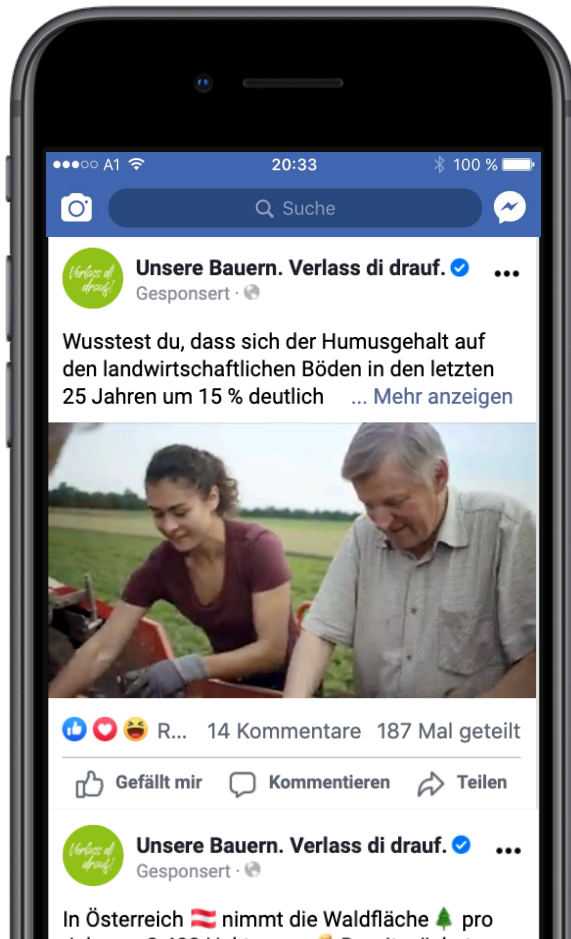 A1
20:33
100 %
Suche
Verlass di drauf!
Unsere Bauern. Verlass di drauf.
Gesponsert ·
Wusstest du, dass sich der Humusgehalt auf
den landwirtschaftlichen Böden in den letzten
25 Jahren um 15 % deutlich ... Mehr anzeigen
R... 14 Kommentare 187 Mal geteilt
Gefällt mir Kommentieren Teilen
Verlass di drauf!
Unsere Bauern. Verlass di drauf.
Gesponsert ·
In Österreich 🇦🇹 nimmt die Waldfläche 🌲 pro